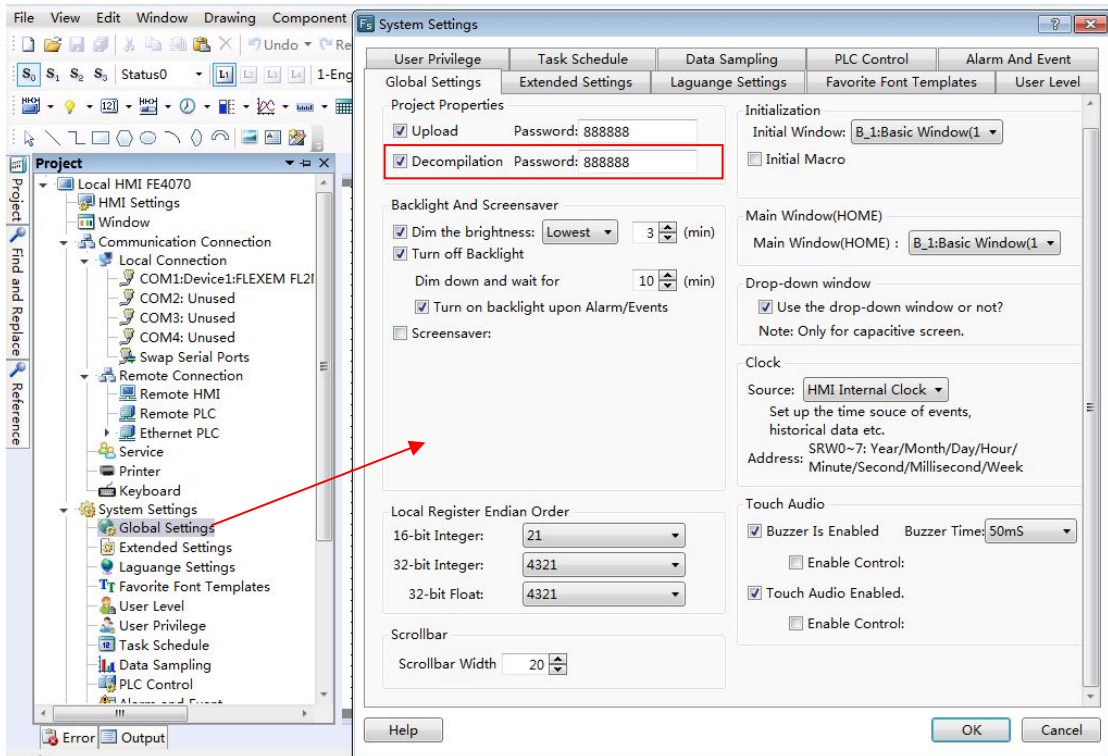 File View Edit Window Drawing Component
Undo Re
S0 S1 S2 S3 Status0 L1 L2 L3 L4 1-Eng
Project
Find and Replace
Reference
Project
Local HMI FE4070
HMI Settings
Window
Communication Connection
Local Connection
COM1:Device1:FLEXEM FL2
COM2: Unused
COM3: Unused
COM4: Unused
Swap Serial Ports
Remote Connection
Remote HMI
Remote PLC
Ethernet PLC
Service
Printer
Keyboard
System Settings
Global Settings
Extended Settings
Laguange Settings
Favorite Font Templates
User Level
User Privilege
Task Schedule
Data Sampling
PLC Control
Alarm and Event
Error Output
System Settings
User Privilege Task Schedule Data Sampling PLC Control Alarm And Event
Global Settings Extended Settings Laguange Settings Favorite Font Templates User Level
Project Properties
Upload Password: 888888
Decompilation Password: 888888
Backlight And Screensaver
Dim the brightness: Lowest 3 (min)
Turn off Backlight
Dim down and wait for 10 (min)
Turn on backlight upon Alarm/Events
Screensaver:
Local Register Endian Order
16-bit Integer: 21
32-bit Integer: 4321
32-bit Float: 4321
Scrollbar
Scrollbar Width 20
Initialization
Initial Window: B_1:Basic Window(1
Initial Macro
Main Window(HOME)
Main Window(HOME) : B_1:Basic Window(1
Drop-down window
Use the drop-down window or not?
Note: Only for capacitive screen.
Clock
Source: HMI Internal Clock
Set up the time souce of events,
historical data etc.
Address: SRW0~7: Year/Month/Day/Hour/
Minute/Second/Millisecond/Week
Touch Audio
Buzzer Is Enabled Buzzer Time: 50mS
Enable Control:
Touch Audio Enabled.
Enable Control:
Help OK Cancel